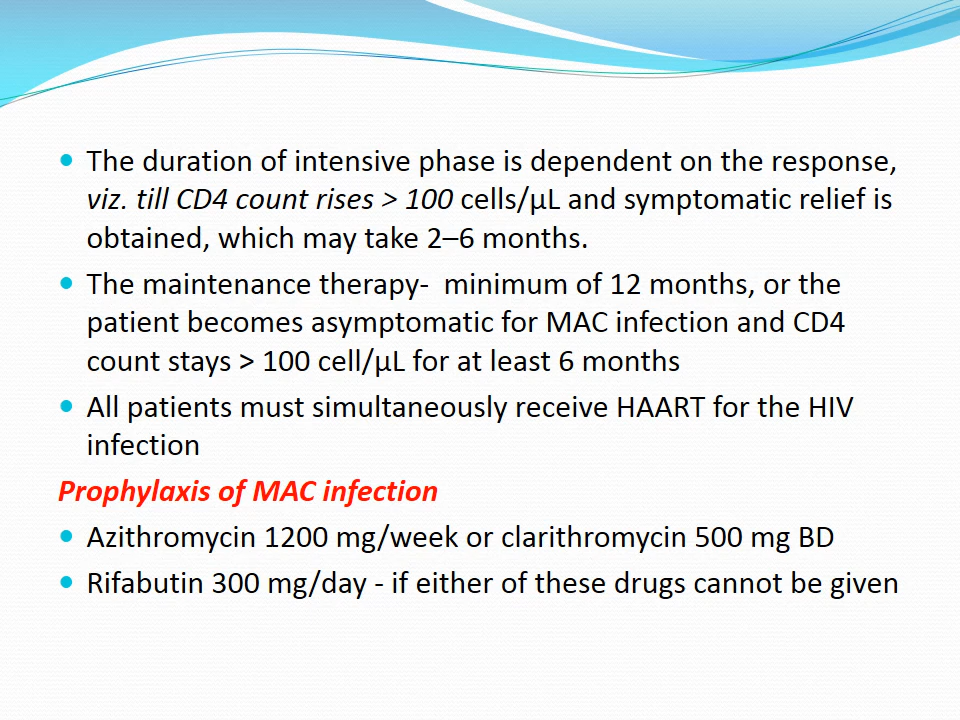 The duration of intensive phase is dependent on the response,
viz. till CD4 count rises > 100 cells/µL and symptomatic relief is
obtained, which may take 2–6 months.
The maintenance therapy-  minimum of 12 months, or the
patient becomes asymptomatic for MAC infection and CD4
count stays > 100 cell/µL for at least 6 months
All patients must simultaneously receive HAART for the HIV
infection
Prophylaxis of MAC infection
Azithromycin 1200 mg/week or clarithromycin 500 mg BD
Rifabutin 300 mg/day - if either of these drugs cannot be given